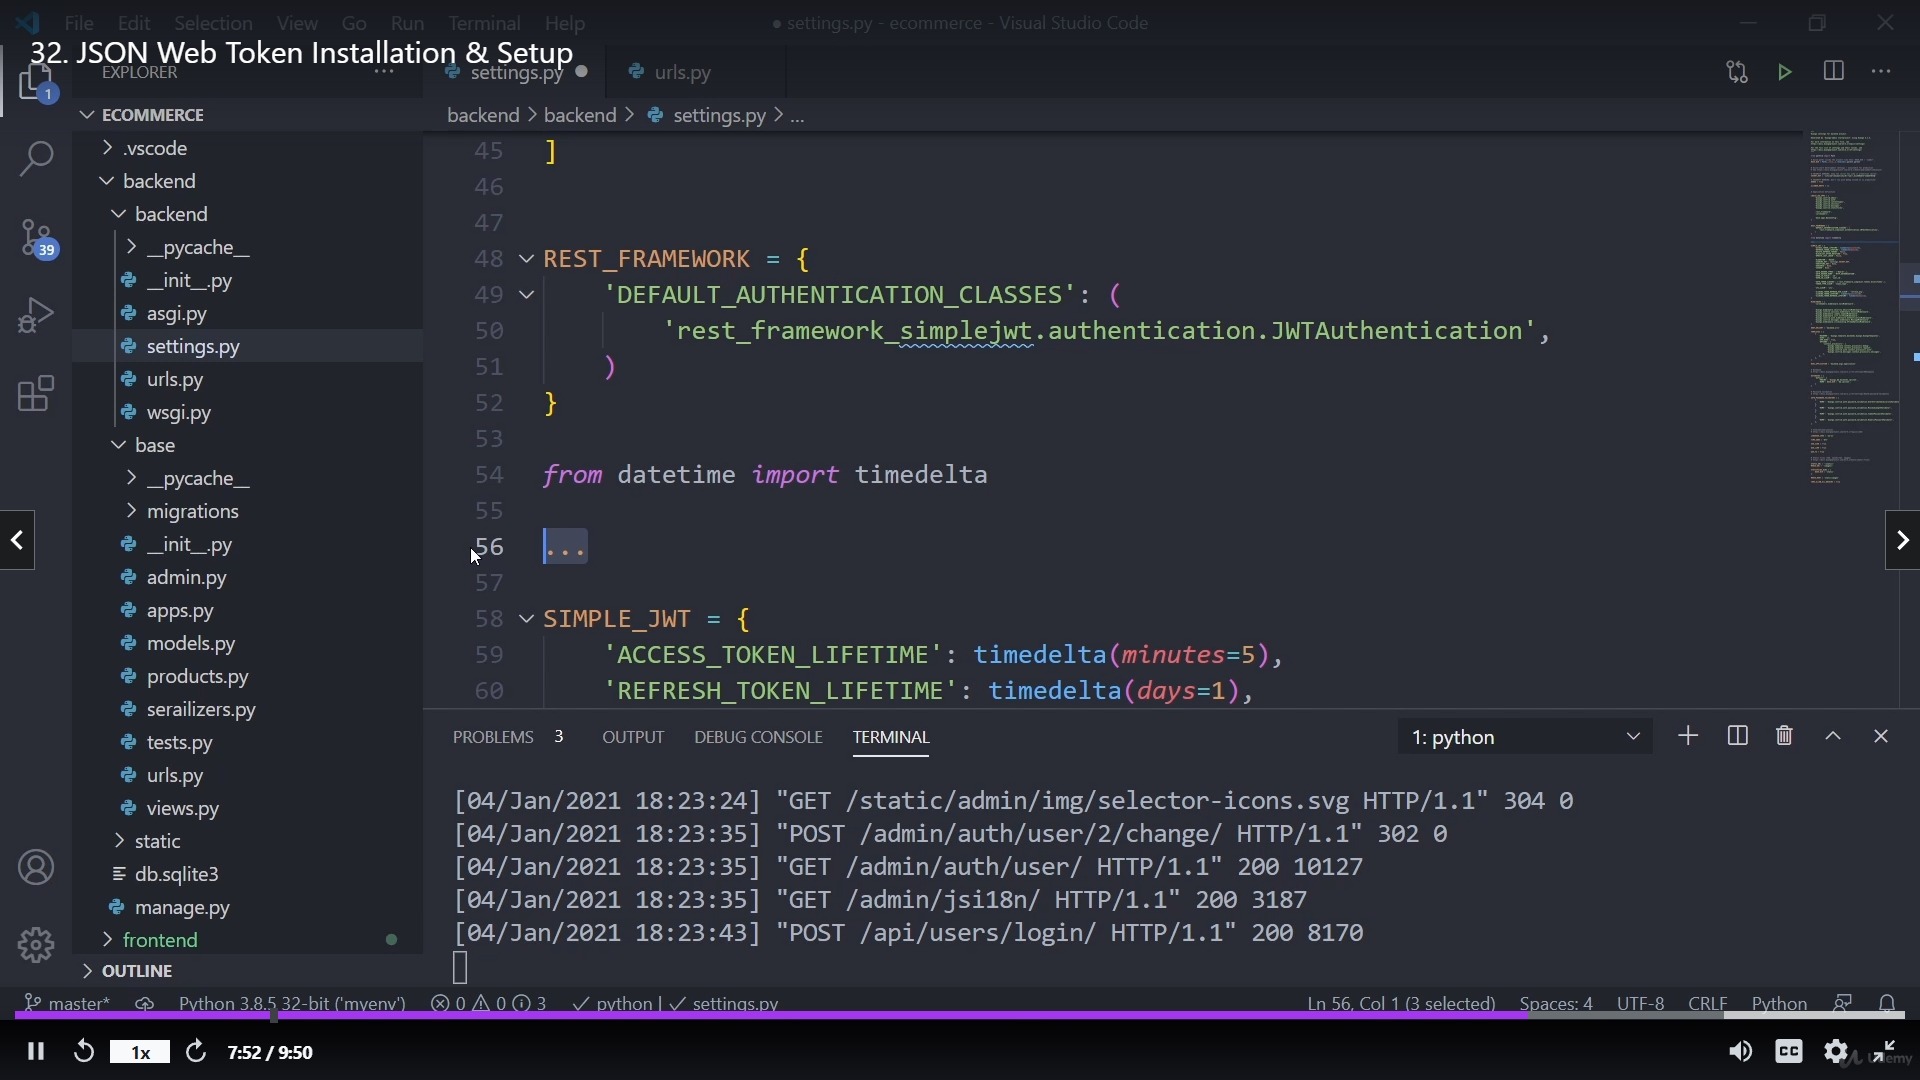 File Edit Selection View Go Run Terminal Help
● settings.py - ecommerce - Visual Studio Code
32. JSON Web Token Installation & Setup
EXPLORER
...
settings.py
urls.py
1
ECOMMERCE
backend > backend > settings.py > ...
.vscode
backend
backend
__pycache__
__init__.py
asgi.py
settings.py
urls.py
wsgi.py
base
__pycache__
migrations
__init__.py
admin.py
apps.py
models.py
products.py
serailizers.py
tests.py
urls.py
views.py
static
db.sqlite3
manage.py
frontend
OUTLINE
39
45 ]
46
47
48 REST_FRAMEWORK = {
49 'DEFAULT_AUTHENTICATION_CLASSES': (
50 'rest_framework_simplejwt.authentication.JWTAuthentication',
51 )
52 }
53
54 from datetime import timedelta
55
56 ...
57
58 SIMPLE_JWT = {
59 'ACCESS_TOKEN_LIFETIME': timedelta(minutes=5),
60 'REFRESH_TOKEN_LIFETIME': timedelta(days=1),
PROBLEMS 3 OUTPUT DEBUG CONSOLE TERMINAL
1: python
[04/Jan/2021 18:23:24] "GET /static/admin/img/selector-icons.svg HTTP/1.1" 304 0
[04/Jan/2021 18:23:35] "POST /admin/auth/user/2/change/ HTTP/1.1" 302 0
[04/Jan/2021 18:23:35] "GET /admin/auth/user/ HTTP/1.1" 200 10127
[04/Jan/2021 18:23:35] "GET /admin/jsi18n/ HTTP/1.1" 200 3187
[04/Jan/2021 18:23:43] "POST /api/users/login/ HTTP/1.1" 200 8170
master* Python 3.8.5 32-bit ('myenv') 0 0 3 python | settings.py
Ln 56, Col 1 (3 selected) Spaces: 4 UTF-8 CRLF Python
1x 7:52 / 9:50
CC
Udemy